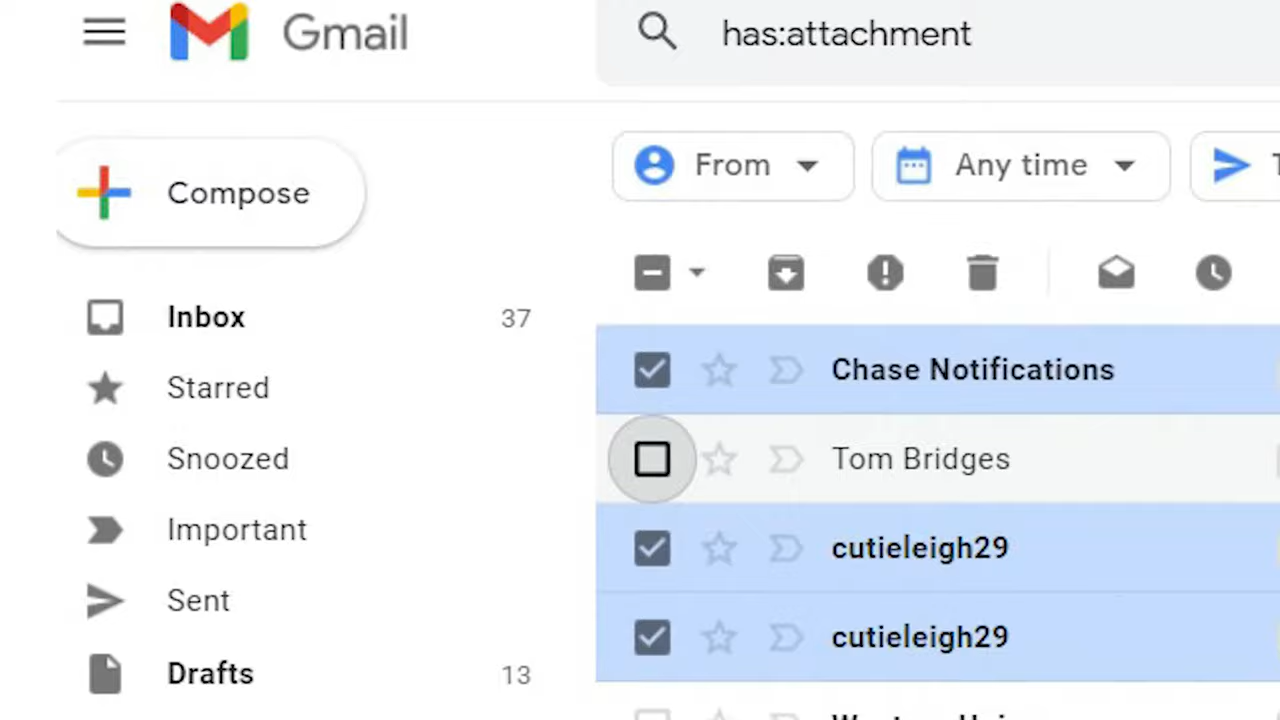 Gmail
has:attachment
Compose
From
Any time
Inbox 37
Starred
Snoozed
Important
Sent
Drafts 13
Chase Notifications
Tom Bridges
cutieleigh29
cutieleigh29